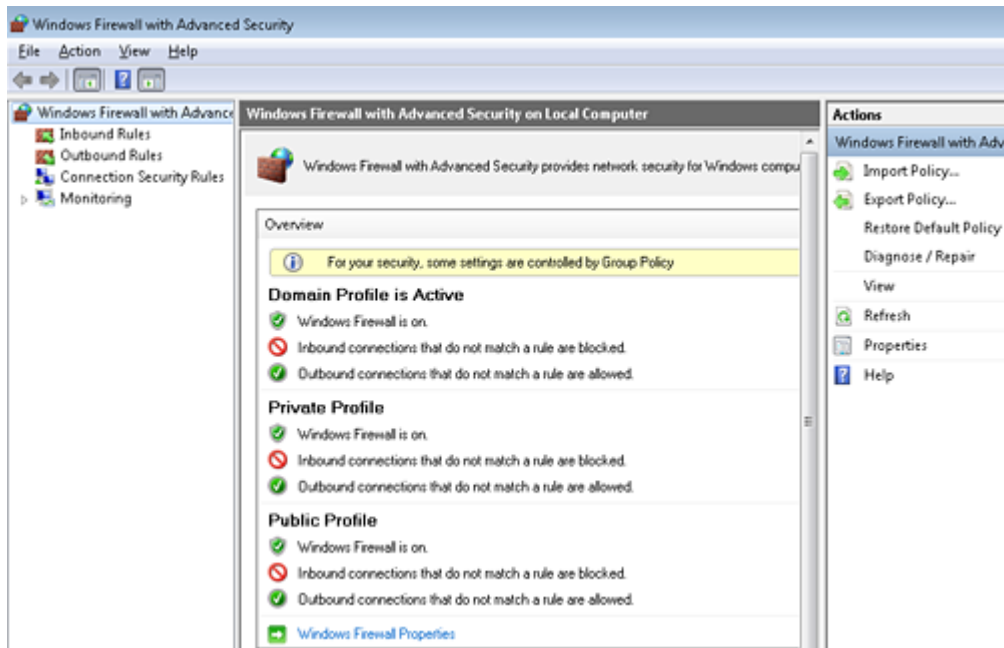 Windows Firewall with Advanced Security
File Action View Help
Windows Firewall with Advance
Inbound Rules
Outbound Rules
Connection Security Rules
Monitoring
Windows Firewall with Advanced Security on Local Computer
Windows Firewall with Advanced Security provides network security for Windows compu
Overview
For your security, some settings are controlled by Group Policy
Domain Profile is Active
Windows Firewall is on.
Inbound connections that do not match a rule are blocked.
Outbound connections that do not match a rule are allowed.
Private Profile
Windows Firewall is on.
Inbound connections that do not match a rule are blocked.
Outbound connections that do not match a rule are allowed.
Public Profile
Windows Firewall is on.
Inbound connections that do not match a rule are blocked.
Outbound connections that do not match a rule are allowed.
Windows Firewall Properties
Actions
Windows Firewall with Adv
Import Policy...
Export Policy...
Restore Default Policy
Diagnose / Repair
View
Refresh
Properties
Help